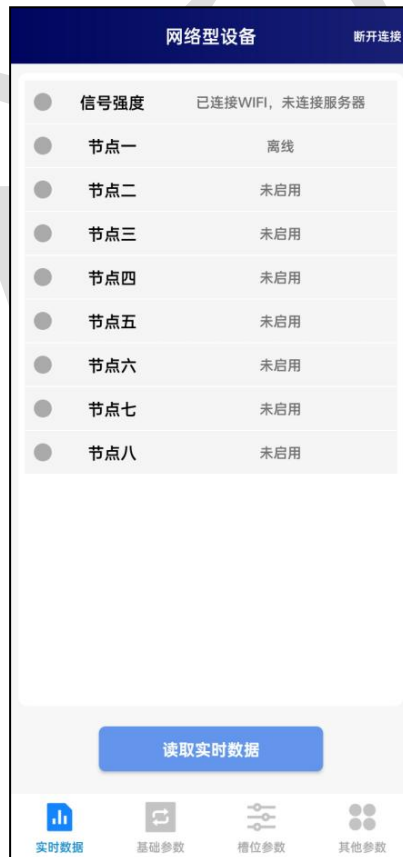 网络型设备 断开连接
信号强度 已连接WIFI，未连接服务器
节点一 离线
节点二 未启用
节点三 未启用
节点四 未启用
节点五 未启用
节点六 未启用
节点七 未启用
节点八 未启用
读取实时数据
实时数据 基础参数 槽位参数 其他参数